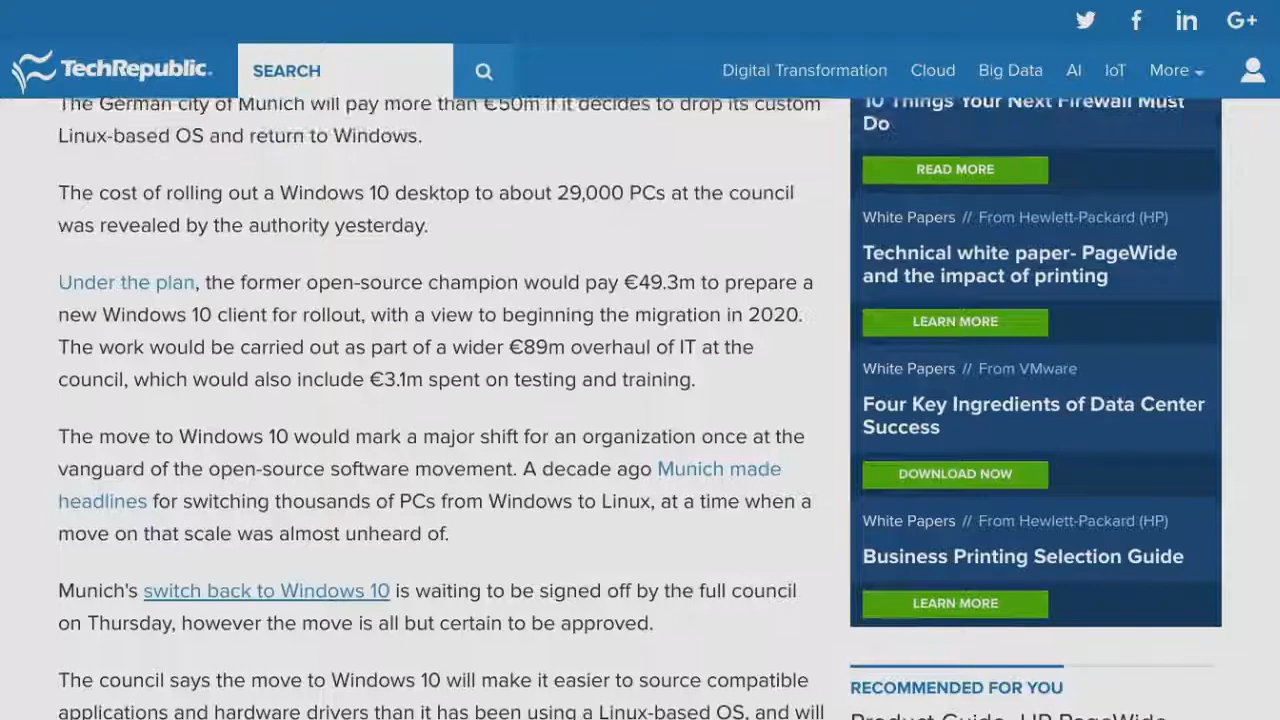 TechRepublic.
SEARCH
Digital Transformation Cloud Big Data AI IoT More
The German city of Munich will pay more than €50m if it decides to drop its custom
Linux-based OS and return to Windows.
The cost of rolling out a Windows 10 desktop to about 29,000 PCs at the council
was revealed by the authority yesterday.
Under the plan, the former open-source champion would pay €49.3m to prepare a
new Windows 10 client for rollout, with a view to beginning the migration in 2020.
The work would be carried out as part of a wider €89m overhaul of IT at the
council, which would also include €3.1m spent on testing and training.
The move to Windows 10 would mark a major shift for an organization once at the
vanguard of the open-source software movement. A decade ago Munich made
headlines for switching thousands of PCs from Windows to Linux, at a time when a
move on that scale was almost unheard of.
Munich's switch back to Windows 10 is waiting to be signed off by the full council
on Thursday, however the move is all but certain to be approved.
The council says the move to Windows 10 will make it easier to source compatible
applications and hardware drivers than it has been using a Linux-based OS, and will
10 Things Your Next Firewall Must
Do
READ MORE
White Papers // From Hewlett-Packard (HP)
Technical white paper- PageWide
and the impact of printing
LEARN MORE
White Papers // From VMware
Four Key Ingredients of Data Center
Success
DOWNLOAD NOW
White Papers // From Hewlett-Packard (HP)
Business Printing Selection Guide
LEARN MORE
RECOMMENDED FOR YOU
Product Guide- HP PageWide